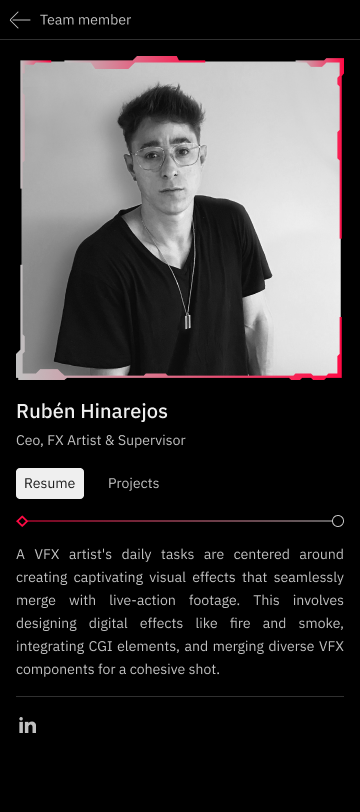 Team member
Rubén Hinarejos
Ceo, FX Artist & Supervisor
Resume
Projects
A VFX artist's daily tasks are centered around
creating captivating visual effects that seamlessly
merge with live-action footage. This involves
designing digital effects like fire and smoke,
integrating CGI elements, and merging diverse VFX
components for a cohesive shot.
in